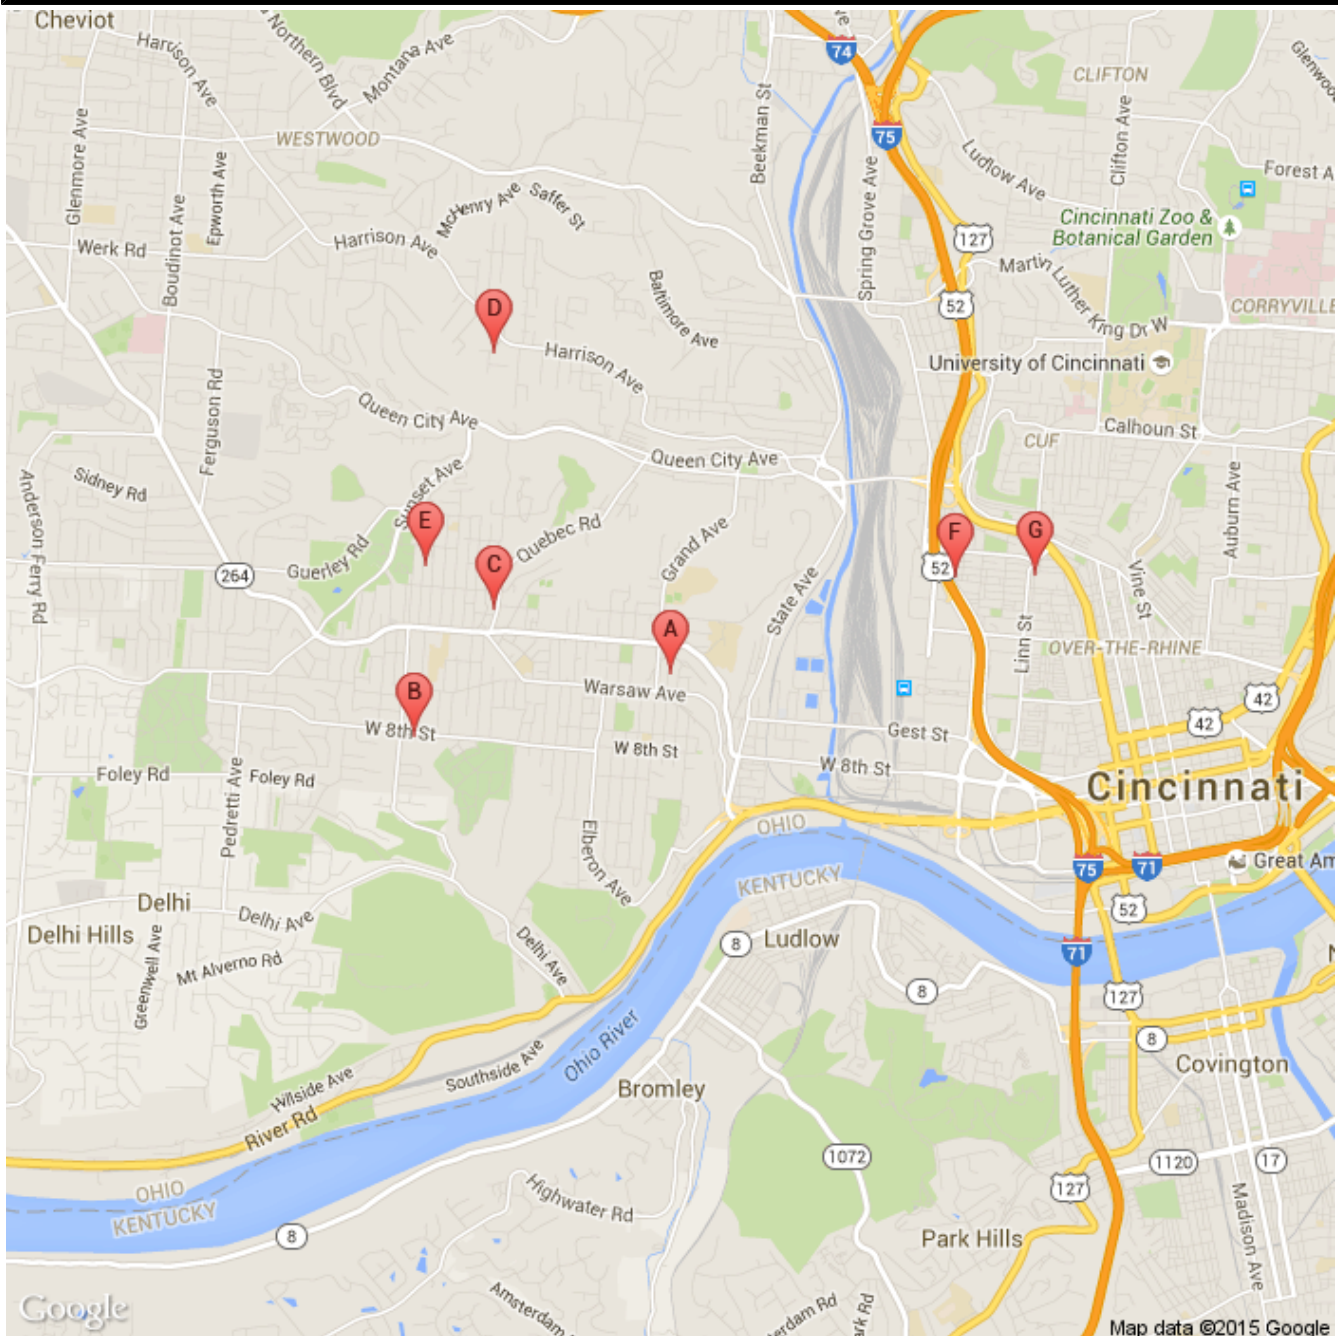 Cheviot
Harrison Ave
Northern Blvd
Montana Ave
WESTWOOD
Glenmore Ave
Boudinot Ave
Epworth Ave
Werk Rd
Harrison Ave
McHenry Ave
Saffer St
Baltimore Ave
Beekman St
Spring Grove Ave
Ave
74
75
CLIFTON
Clifton Ave
Ludlow Ave
Forest A
Cincinnati Zoo &
Botanical Garden
127
Martin Luther King Dr W
CORRYVILLE
52
University of Cincinnati
D
Harrison Ave
Queen City Ave
Queen City Ave
Ferguson Rd
Sidney Rd
Anderson Ferry Rd
Sunset Ave
CUF
Calhoun St
Auburn Ave
Vine St
E
Guerley Rd
264
C
Quebec Rd
Grand Ave
State Ave
F
G
52
Linn St
OVER-THE-RHINE
A
Warsaw Ave
B
W 8th St
W 8th St
W 8th St
Gest St
42
42
Foley Rd
Foley Rd
Pedretti Ave
Cincinnati
Elberon Ave
OHIO
KENTUCKY
75
71
Great Am
52
Delhi
Delhi Hills
Delhi Ave
Greenwell Ave
Mt Alverno Rd
Delhi Ave
8
Ludlow
71
8
127
8
Covington
Ohio River
Southside Ave
Hillside Ave
River Rd
Bromley
1072
1120
17
127
Madison Ave
OHIO
KENTUCKY
8
Highwater Rd
Park Hills
Amsterdam Rd
erdam Rd
ark Rd
Google
Map data ©2015 Google